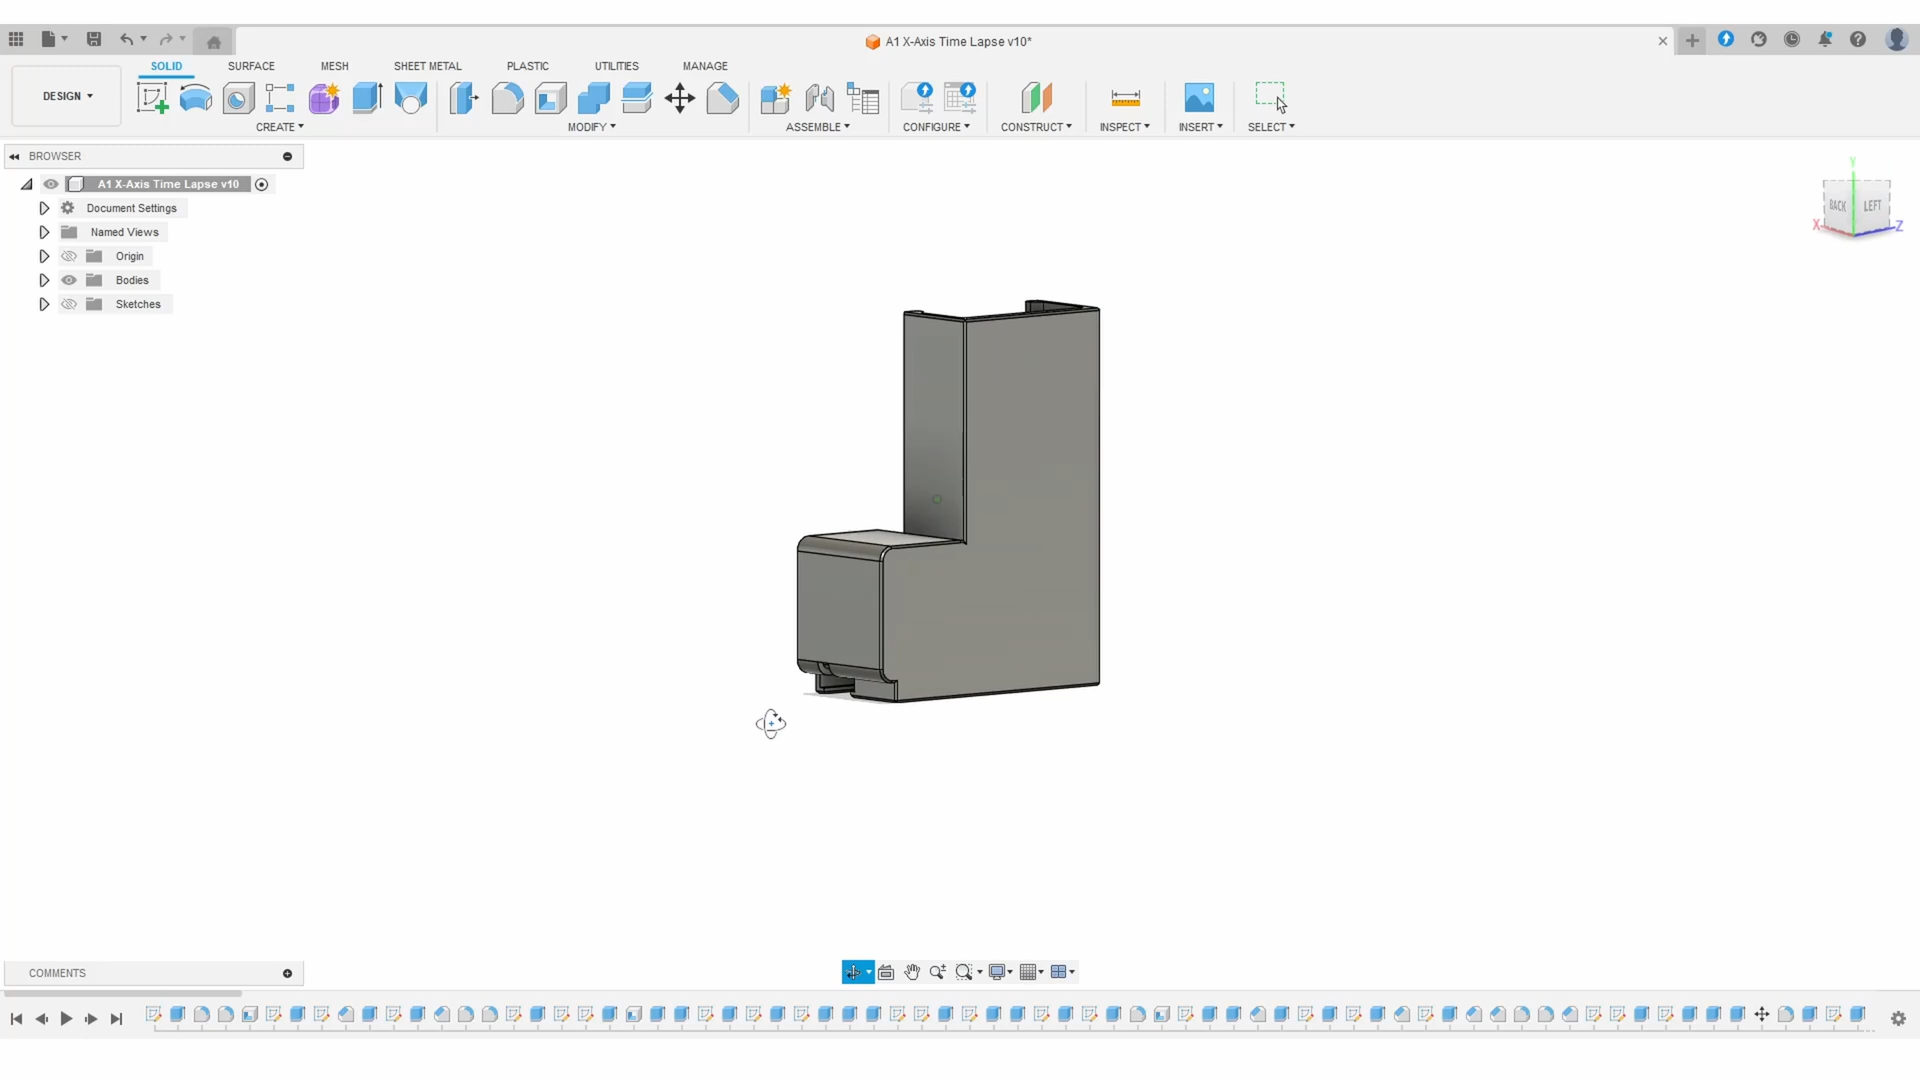 A1 X-Axis Time Lapse v10*
SOLID SURFACE MESH SHEET METAL PLASTIC UTILITIES MANAGE
DESIGN
CREATE MODIFY ASSEMBLE CONFIGURE CONSTRUCT INSPECT INSERT SELECT
BROWSER
A1 X-Axis Time Lapse v10
Document Settings
Named Views
Origin
Bodies
Sketches
Y
BACK LEFT
X Z
COMMENTS